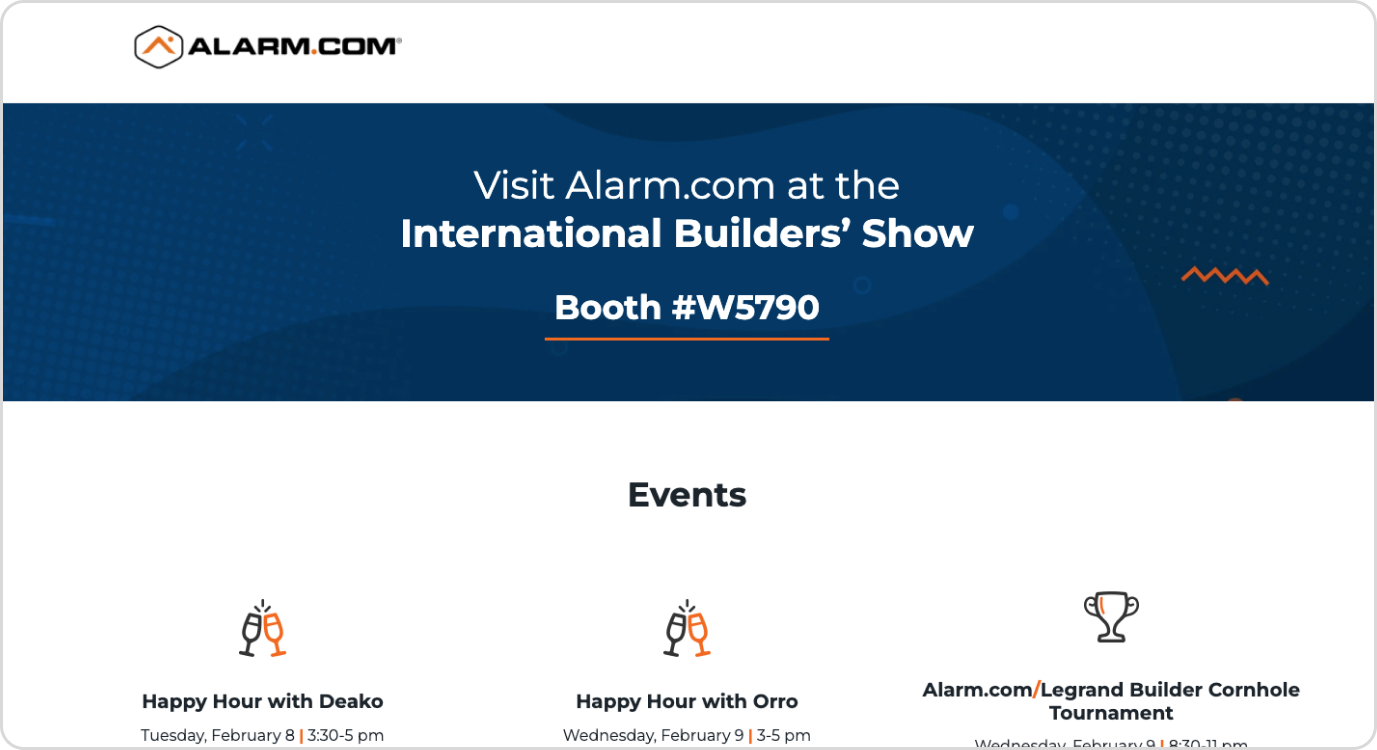 ALARM.COM®
Visit Alarm.com at the
International Builders’ Show
Booth #W5790
Events
Happy Hour with Deako
Tuesday, February 8 | 3:30-5 pm
Happy Hour with Orro
Wednesday, February 9 | 3-5 pm
Alarm.com/Legrand Builder Cornhole
Tournament
Wednesday, February 9 | 8:30-11 pm